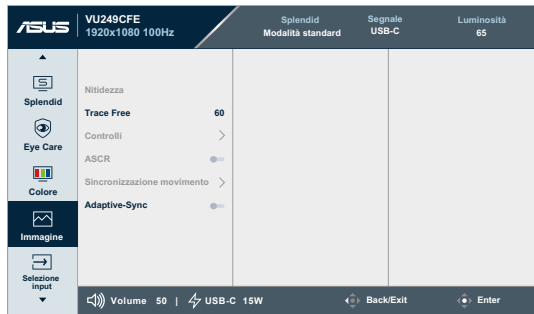 ASUS
VU249CFE
1920x1080 100Hz
Splendid
Modalità standard
Segnale
USB-C
Luminosità
65
Splendid
Eye Care
Colore
Immagine
Selezione
input
Nitidezza
Trace Free 60
Controlli
ASCR
Sincronizzazione movimento
Adaptive-Sync
Volume 50 | USB-C 15W
Back/Exit
Enter